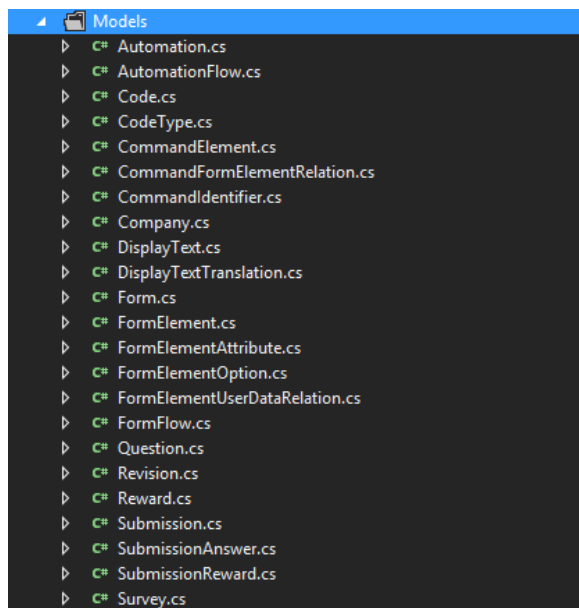 Models
C# Automation.cs
C# AutomationFlow.cs
C# Code.cs
C# CodeType.cs
C# CommandElement.cs
C# CommandFormElementRelation.cs
C# CommandIdentifier.cs
C# Company.cs
C# DisplayText.cs
C# DisplayTextTranslation.cs
C# Form.cs
C# FormElement.cs
C# FormElementAttribute.cs
C# FormElementOption.cs
C# FormElementUserDataRelation.cs
C# FormFlow.cs
C# Question.cs
C# Revision.cs
C# Reward.cs
C# Submission.cs
C# SubmissionAnswer.cs
C# SubmissionReward.cs
C# Survey.cs